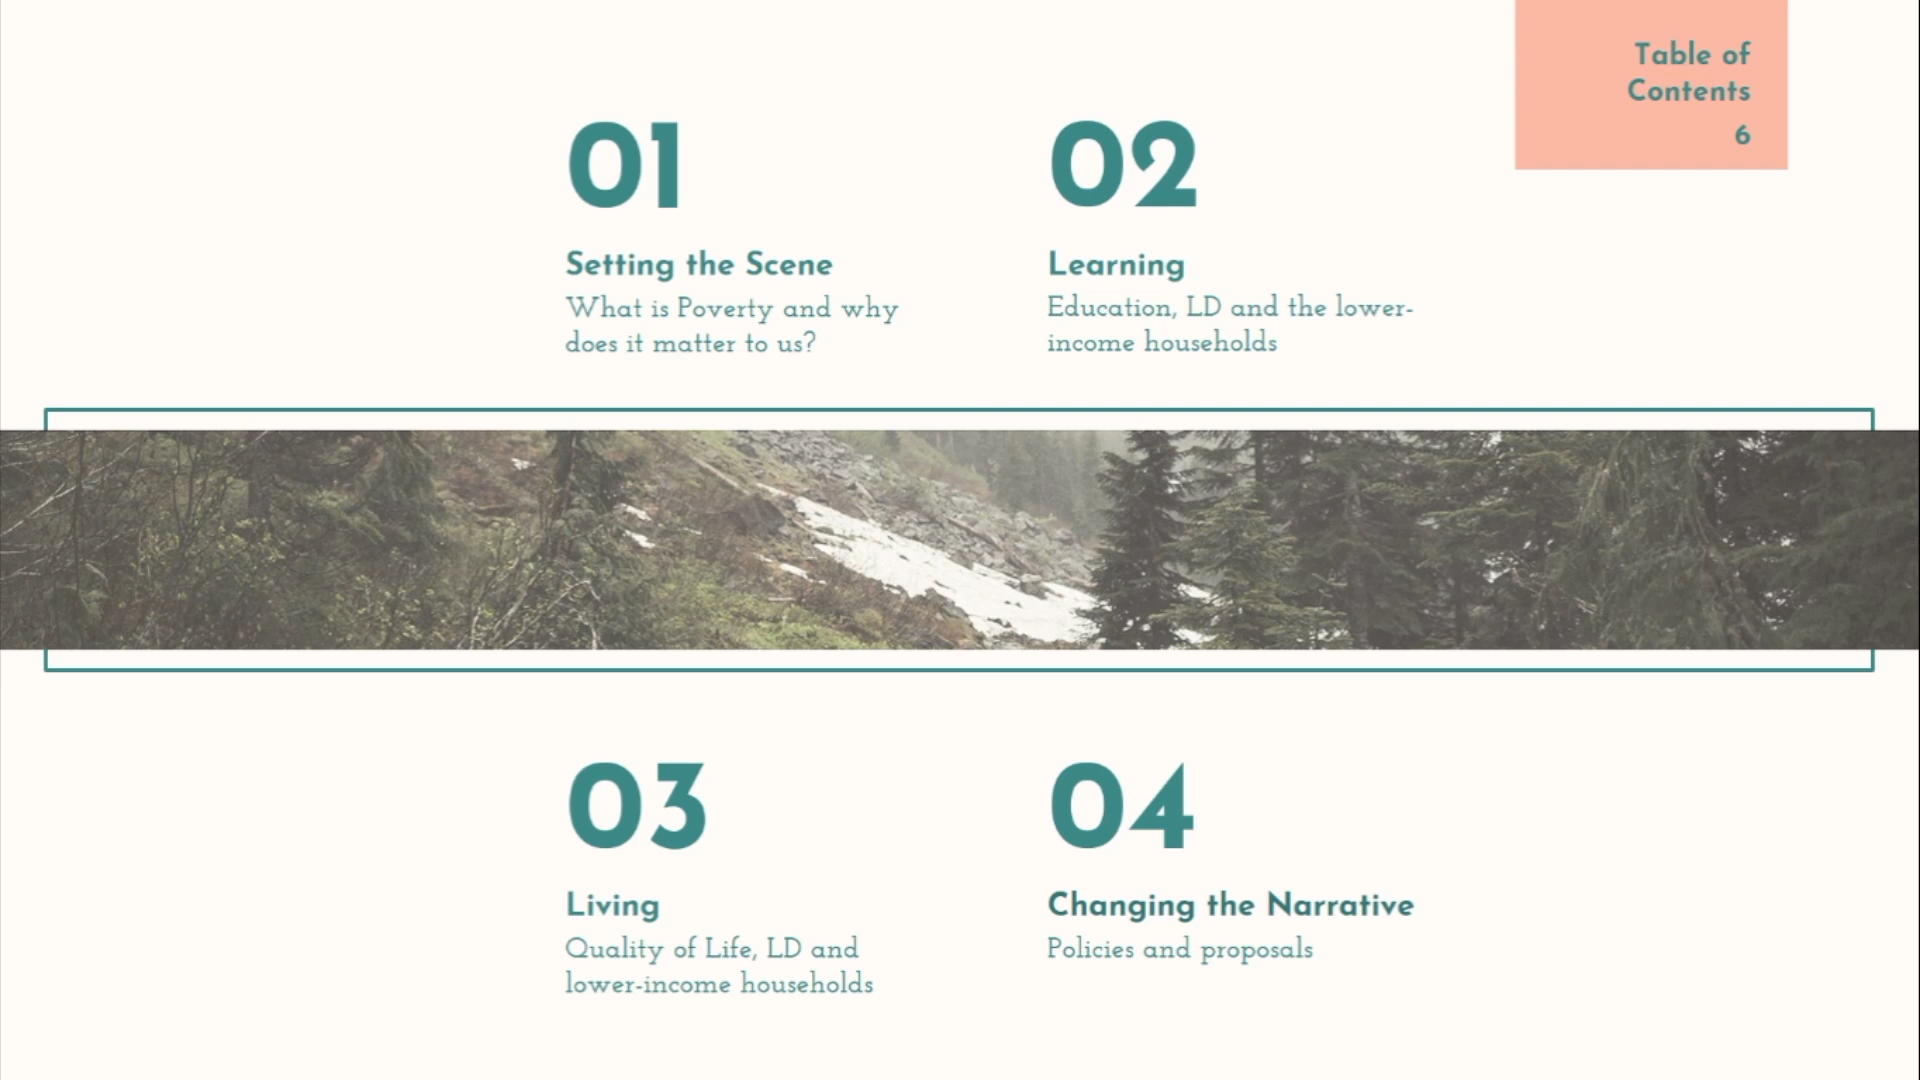 Table of
Contents
6
01
Setting the Scene
What is Poverty and why
does it matter to us?
02
Learning
Education, LD and the lower-
income households
03
Living
Quality of Life, LD and
lower-income households
04
Changing the Narrative
Policies and proposals